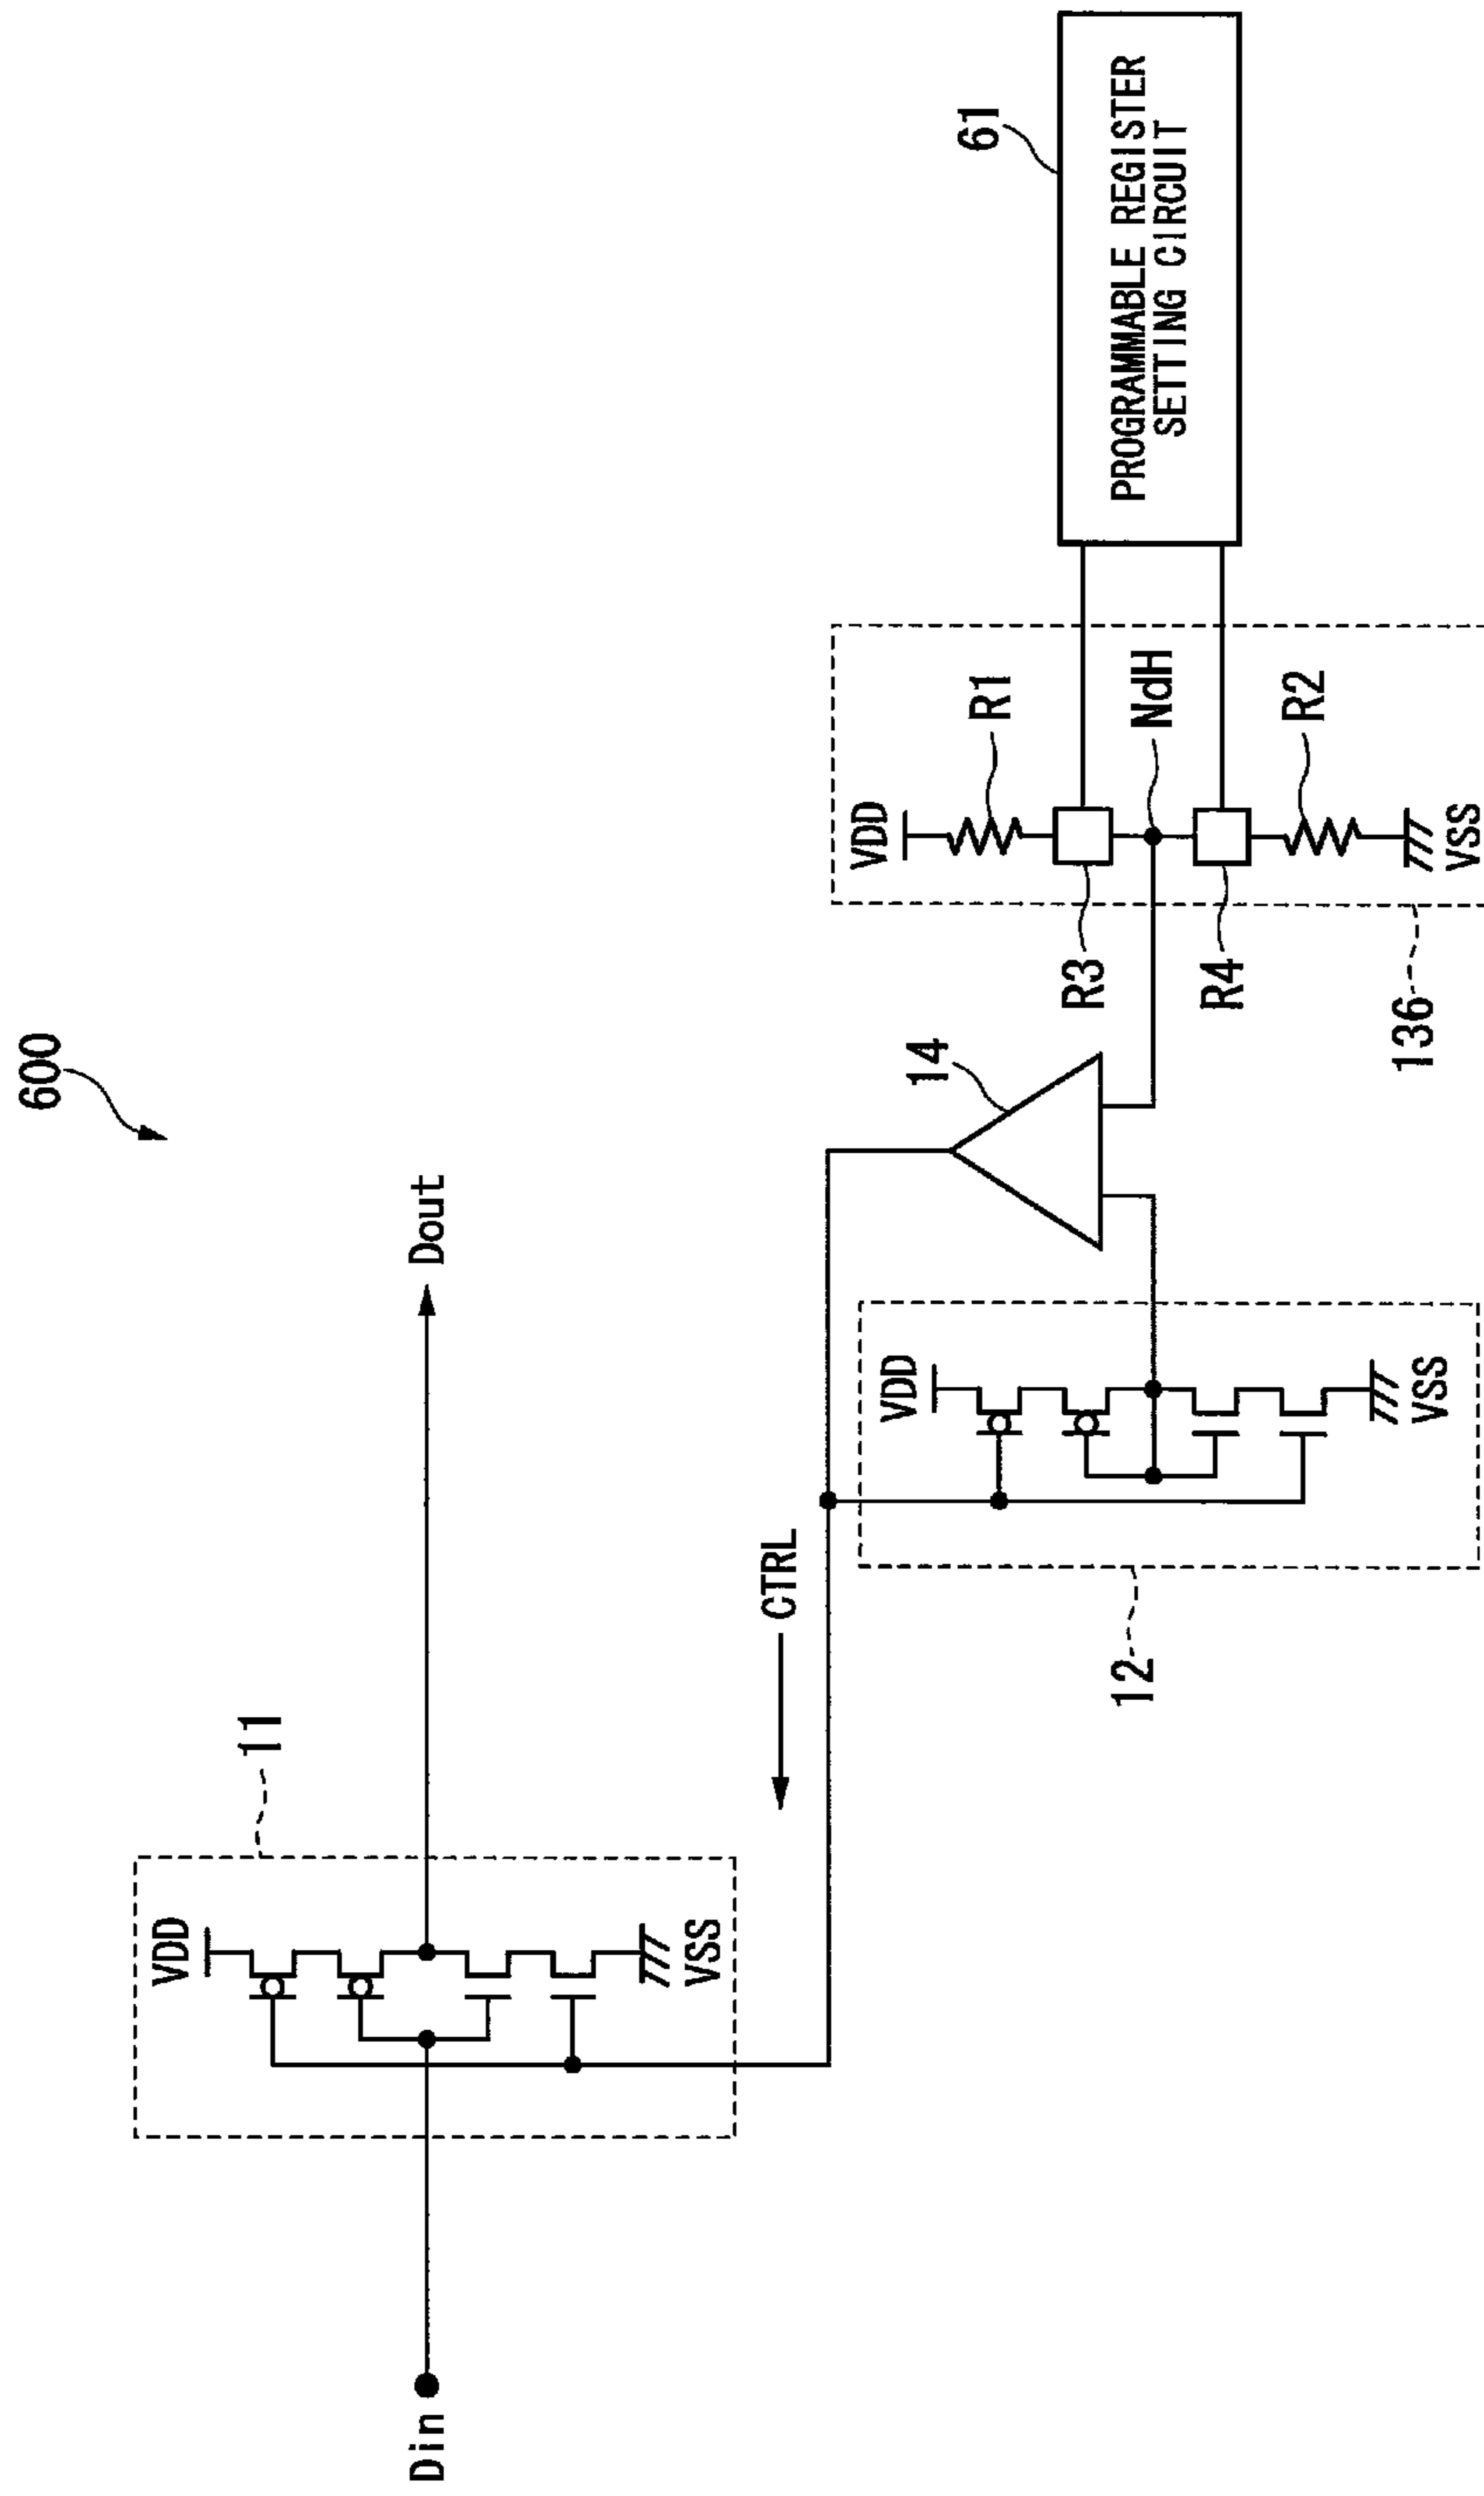 600
11
VDD
Din
Dout
VSS
CTRL
14
61
PROGRAMMABLE REGISTER
SETTING CIRCUIT
VDD
R1
R3
NdH
R4
R2
VSS
136
VDD
VSS
12